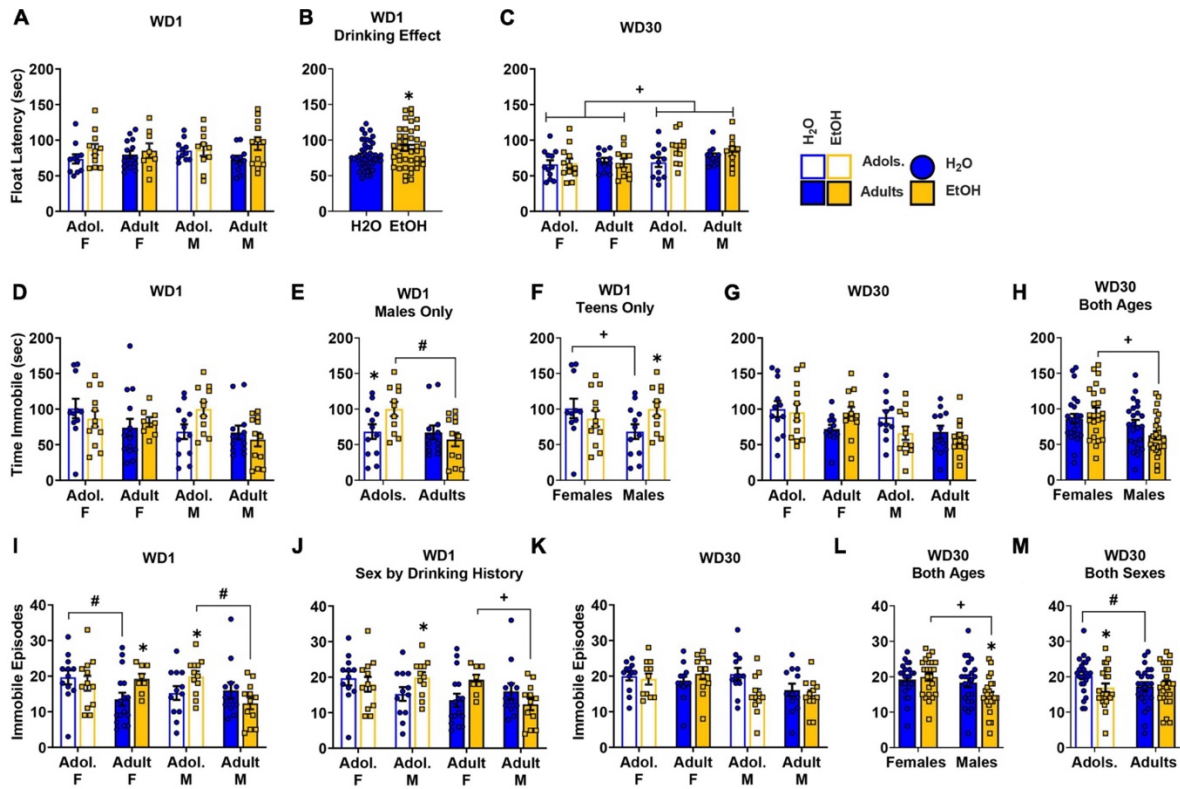 A
WD1
B
WD1
Drinking Effect
C
WD30
Float Latency (sec)
200
150
100
50
0
Adol. Adult Adol. Adult
F F M M
200
150
100
50
0
*
H2O EtOH
200
150
100
50
0
+
Adol. Adult Adol. Adult
F F M M
H₂O EtOH
Adols.
Adults
H₂O
EtOH
D
WD1
E
WD1
Males Only
F
WD1
Teens Only
G
WD30
H
WD30
Both Ages
Time Immobile (sec)
200
150
100
50
0
Adol. Adult Adol. Adult
F F M M
200
150
100
50
0
* #
Adols. Adults
200
150
100
50
0
+ *
Females Males
200
150
100
50
0
Adol. Adult Adol. Adult
F F M M
200
150
100
50
0
+
Females Males
I
WD1
J
WD1
Sex by Drinking History
K
WD30
L
WD30
Both Ages
M
WD30
Both Sexes
Immobile Episodes
40
30
20
10
0
# * * #
Adol. Adult Adol. Adult
F F M M
40
30
20
10
0
* +
Adol. Adol. Adult Adult
F M F M
40
30
20
10
0
Adol. Adult Adol. Adult
F F M M
40
30
20
10
0
+ *
Females Males
40
30
20
10
0
* #
Adols. Adults